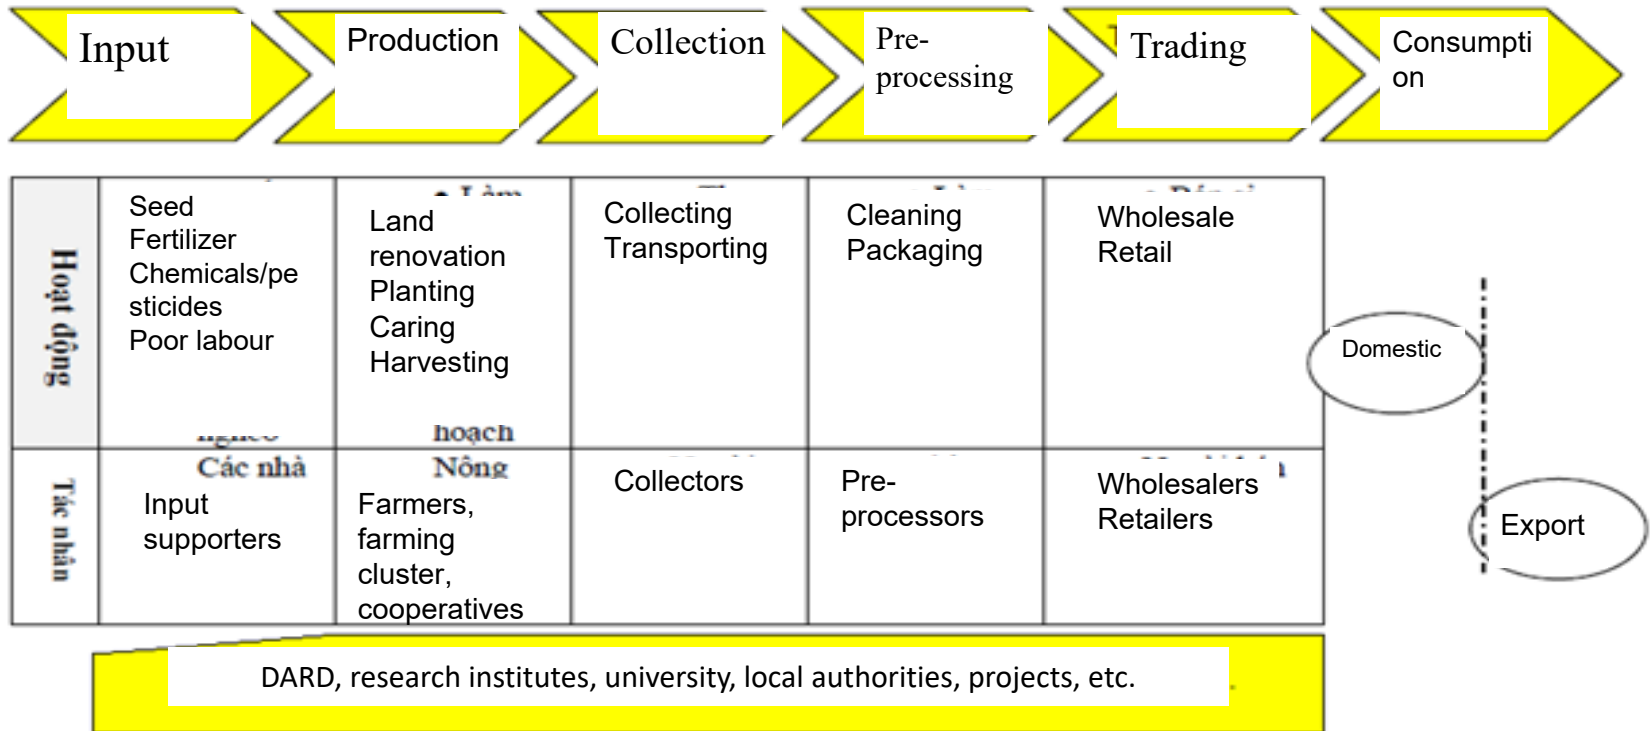 Input
Production
Collection
Pre-
processing
Trading
Consumpti
on
Hoạt động
Seed
Fertilizer
Chemicals/pe
sticides
Poor labour
Land
renovation
Planting
Caring
Harvesting
hoạch
Collecting
Transporting
Cleaning
Packaging
Wholesale
Retail
Domestic
Tác nhân
Các nhà
Input
supporters
Nông
Farmers,
farming
cluster,
cooperatives
Collectors
Pre-
processors
Wholesalers
Retailers
Export
DARD, research institutes, university, local authorities, projects, etc.